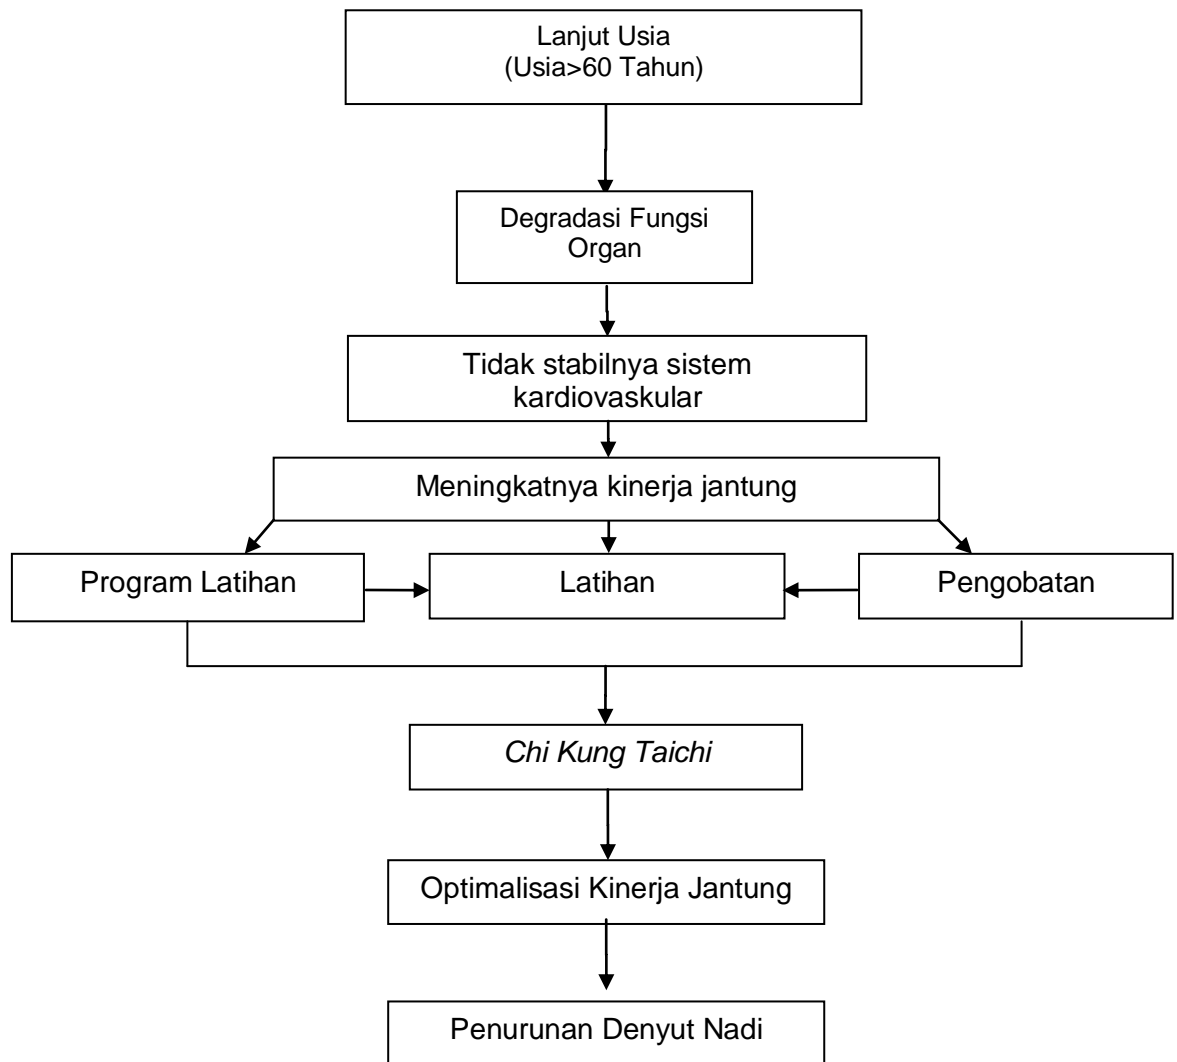 Lanjut Usia
(Usia>60 Tahun)
Degradasi Fungsi
Organ
Tidak stabilnya sistem
kardiovaskular
Meningkatnya kinerja jantung
Program Latihan
Latihan
Pengobatan
Chi Kung Taichi
Optimalisasi Kinerja Jantung
Penurunan Denyut Nadi